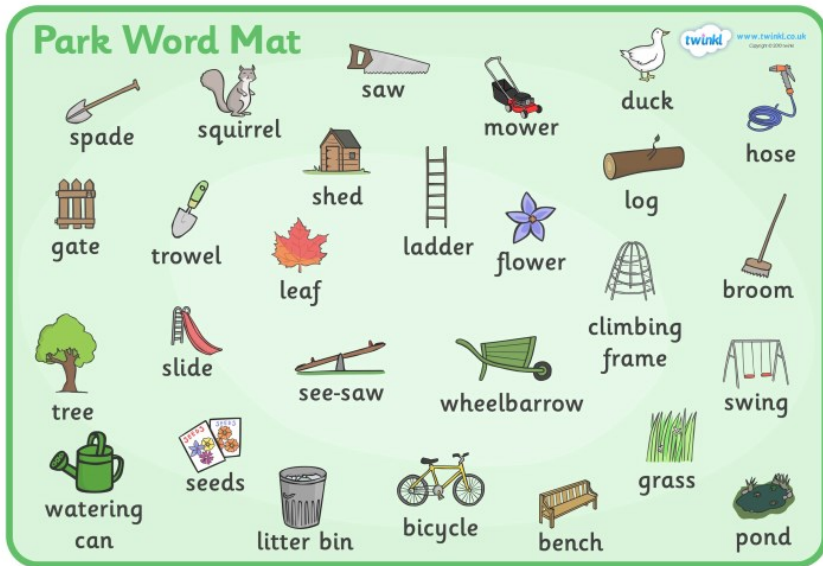 Park Word Mat
twinkl
www.twinkl.co.uk
saw
duck
spade
squirrel
mower
hose
shed
log
gate
trowel
ladder
flower
leaf
broom
climbing
frame
slide
see-saw
wheelbarrow
swing
tree
SEEDS
SEEDS
seeds
grass
watering
can
litter bin
bicycle
bench
pond